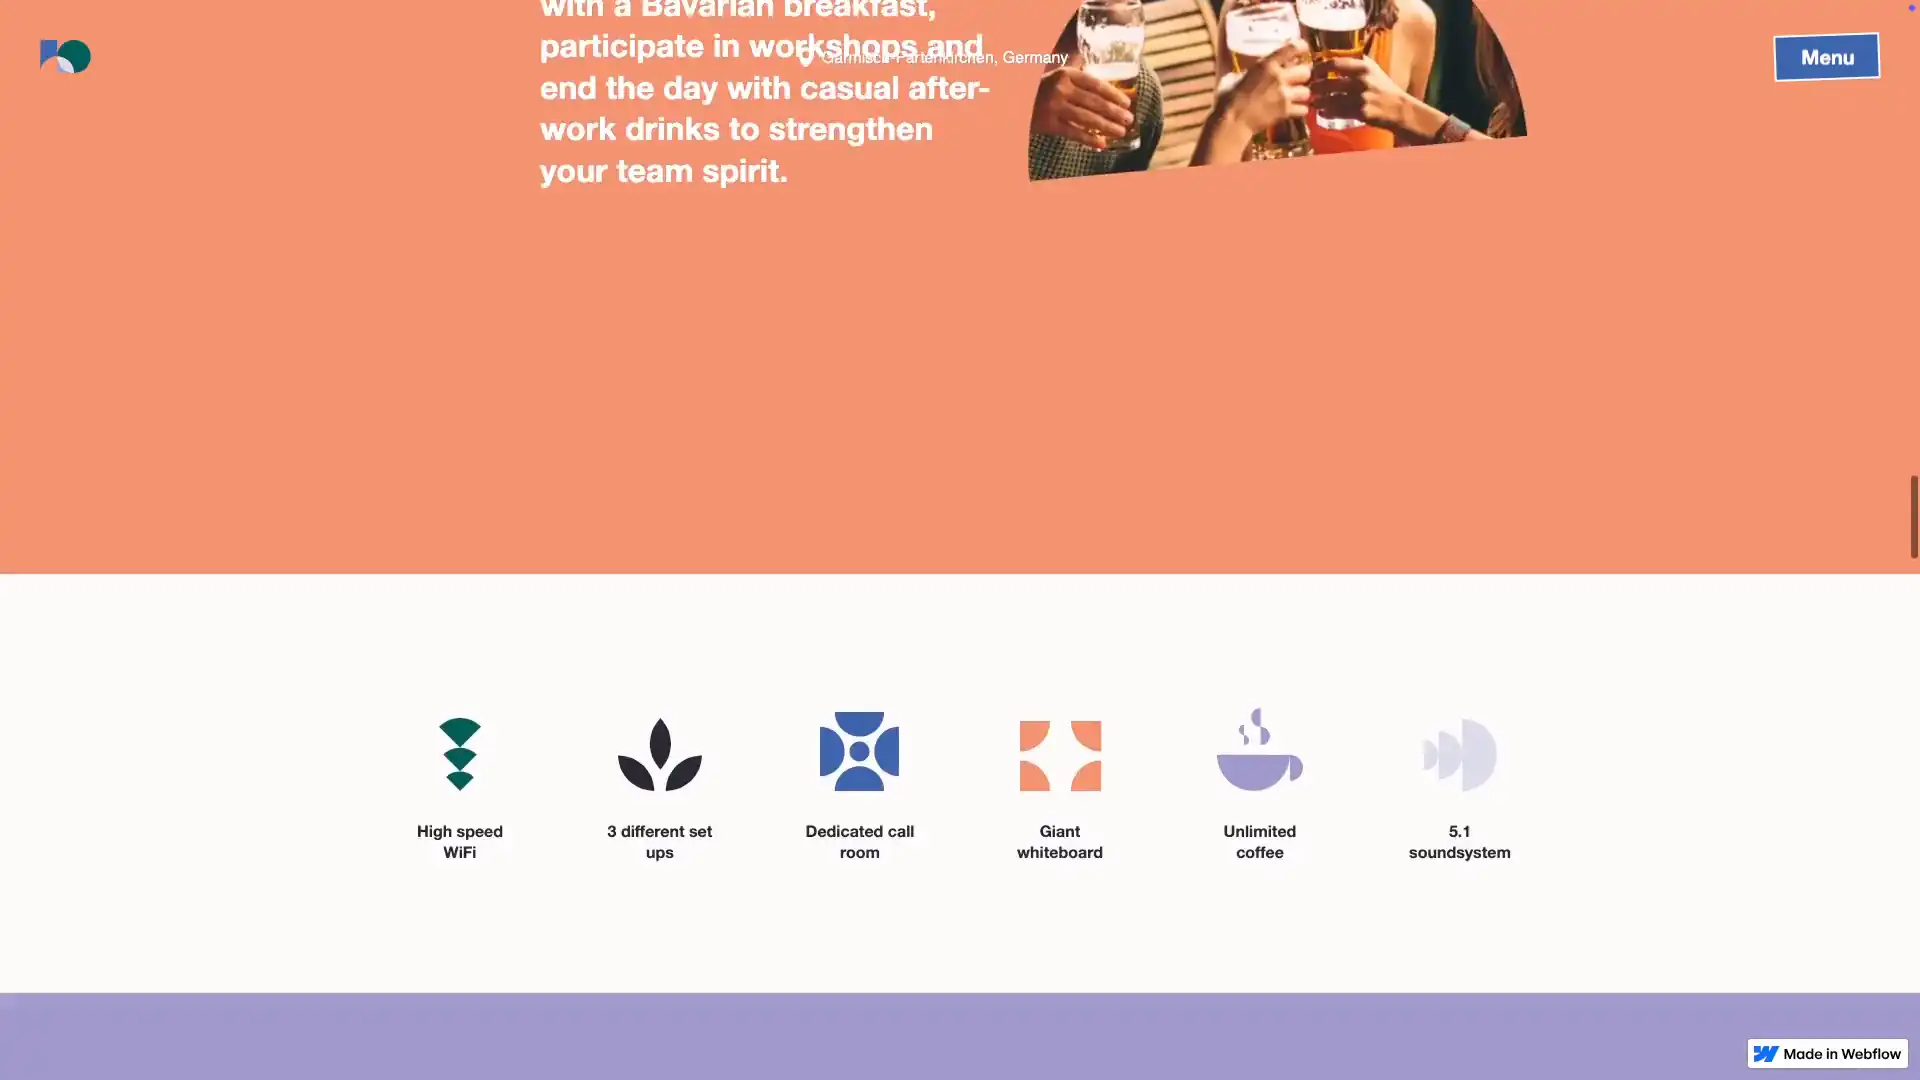 with a Bavarian breakfast,
participate in workshops and
Garmisch-Partenkirchen, Germany
Menu
end the day with casual after-
work drinks to strengthen
your team spirit.
High speed
WiFi
3 different set
ups
Dedicated call
room
Giant
whiteboard
Unlimited
coffee
5.1
soundsystem
Made in Webflow